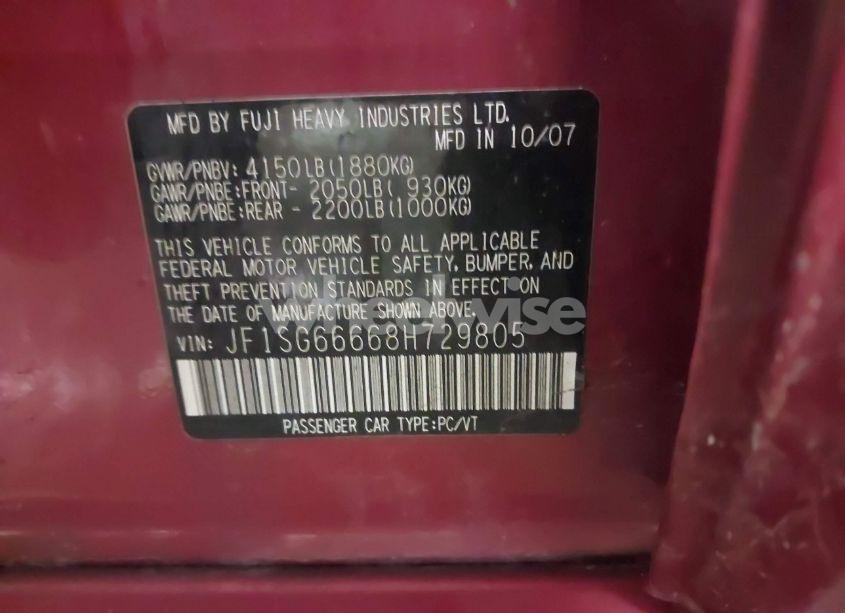 MFD BY FUJI HEAVY INDUSTRIES LTD.
MFD IN 10/07
GVWR/PNBV: 4150LB(1880KG)
GAWR/PNBE:FRONT- 2050LB( 930KG)
GAWR/PNBE:REAR - 2200LB(1000KG)
THIS VEHICLE CONFORMS TO ALL APPLICABLE
FEDERAL MOTOR VEHICLE SAFETY, BUMPER, AND
THEFT PREVENTION STANDARDS IN EFFECTION
THE DATE OF MANUFACTURE SHOWN ABOVE.
wheelwise
VIN: JF1SG66668H729805
PASSENGER CAR TYPE:PC/VT